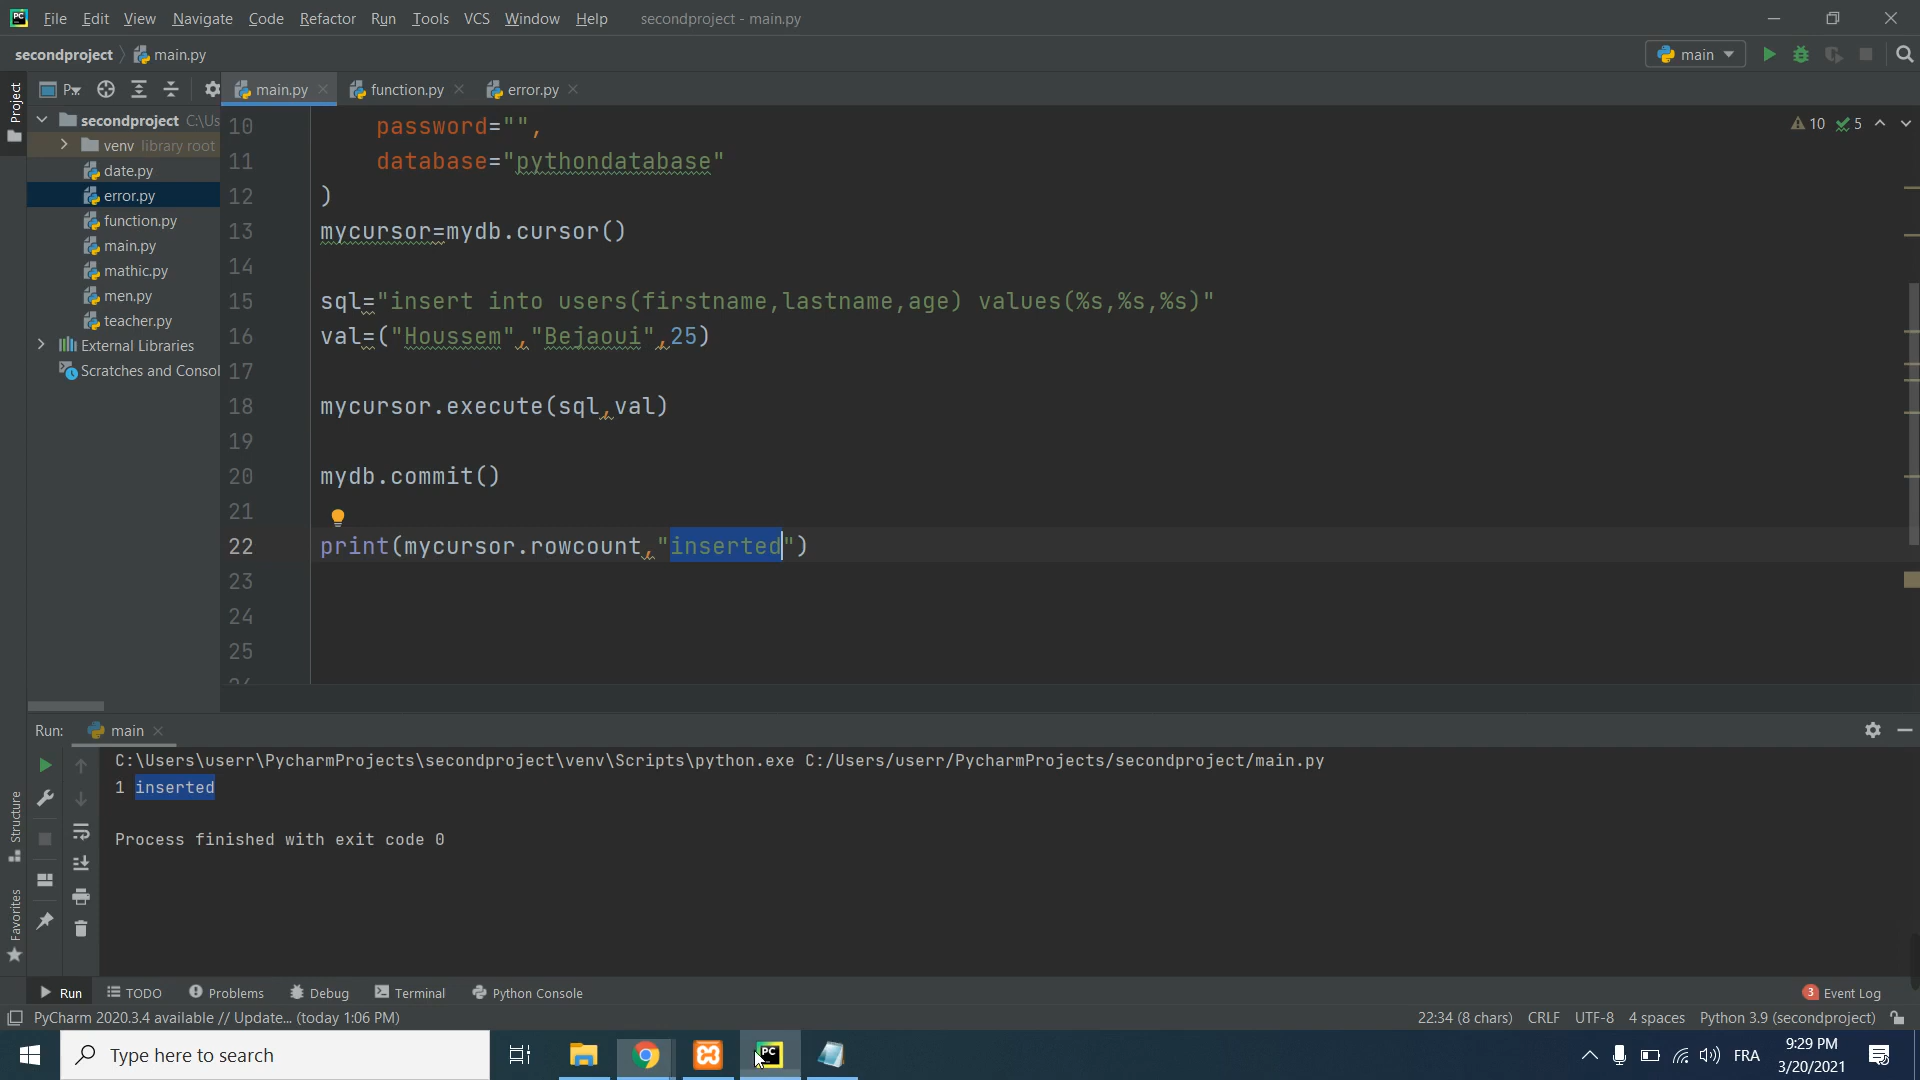 File Edit View Navigate Code Refactor Run Tools VCS Window Help secondproject - main.py
secondproject main.py
main
Project
P
main.py function.py error.py
secondproject C:\Us
venv library root
date.py
error.py
function.py
main.py
mathic.py
men.py
teacher.py
External Libraries
Scratches and Consol
10 password="",
11 database="pythondatabase"
12 )
13 mycursor=mydb.cursor()
14
15 sql="insert into users(firstname,lastname,age) values(%s,%s,%s)"
16 val=("Houssem","Bejaoui",25)
17
18 mycursor.execute(sql,val)
19
20 mydb.commit()
21
22 print(mycursor.rowcount,"inserted")
23
24
25
10 5
Run: main
C:\Users\userr\PycharmProjects\secondproject\venv\Scripts\python.exe C:/Users/userr/PycharmProjects/secondproject/main.py
1 inserted
Process finished with exit code 0
Structure
Favorites
Run TODO Problems Debug Terminal Python Console 3 Event Log
PyCharm 2020.3.4 available // Update... (today 1:06 PM) 22:34 (8 chars) CRLF UTF-8 4 spaces Python 3.9 (secondproject)
Type here to search
PC
FRA
9:29 PM
3/20/2021